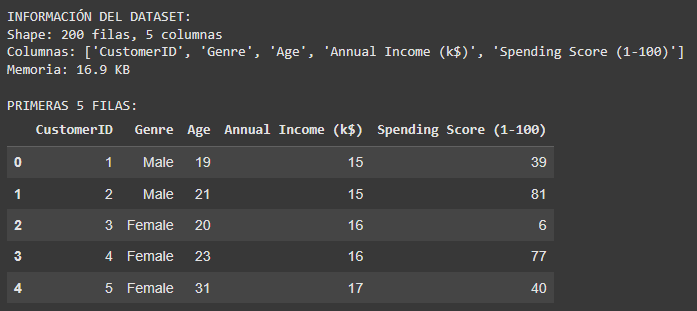 INFORMACIÓN DEL DATASET:
Shape: 200 filas, 5 columnas
Columnas: ['CustomerID', 'Genre', 'Age', 'Annual Income (k$)', 'Spending Score (1-100)']
Memoria: 16.9 KB
PRIMERAS 5 FILAS:
CustomerID Genre Age Annual Income (k$) Spending Score (1-100)
0 1 Male 19 15 39
1 2 Male 21 15 81
2 3 Female 20 16 6
3 4 Female 23 16 77
4 5 Female 31 17 40